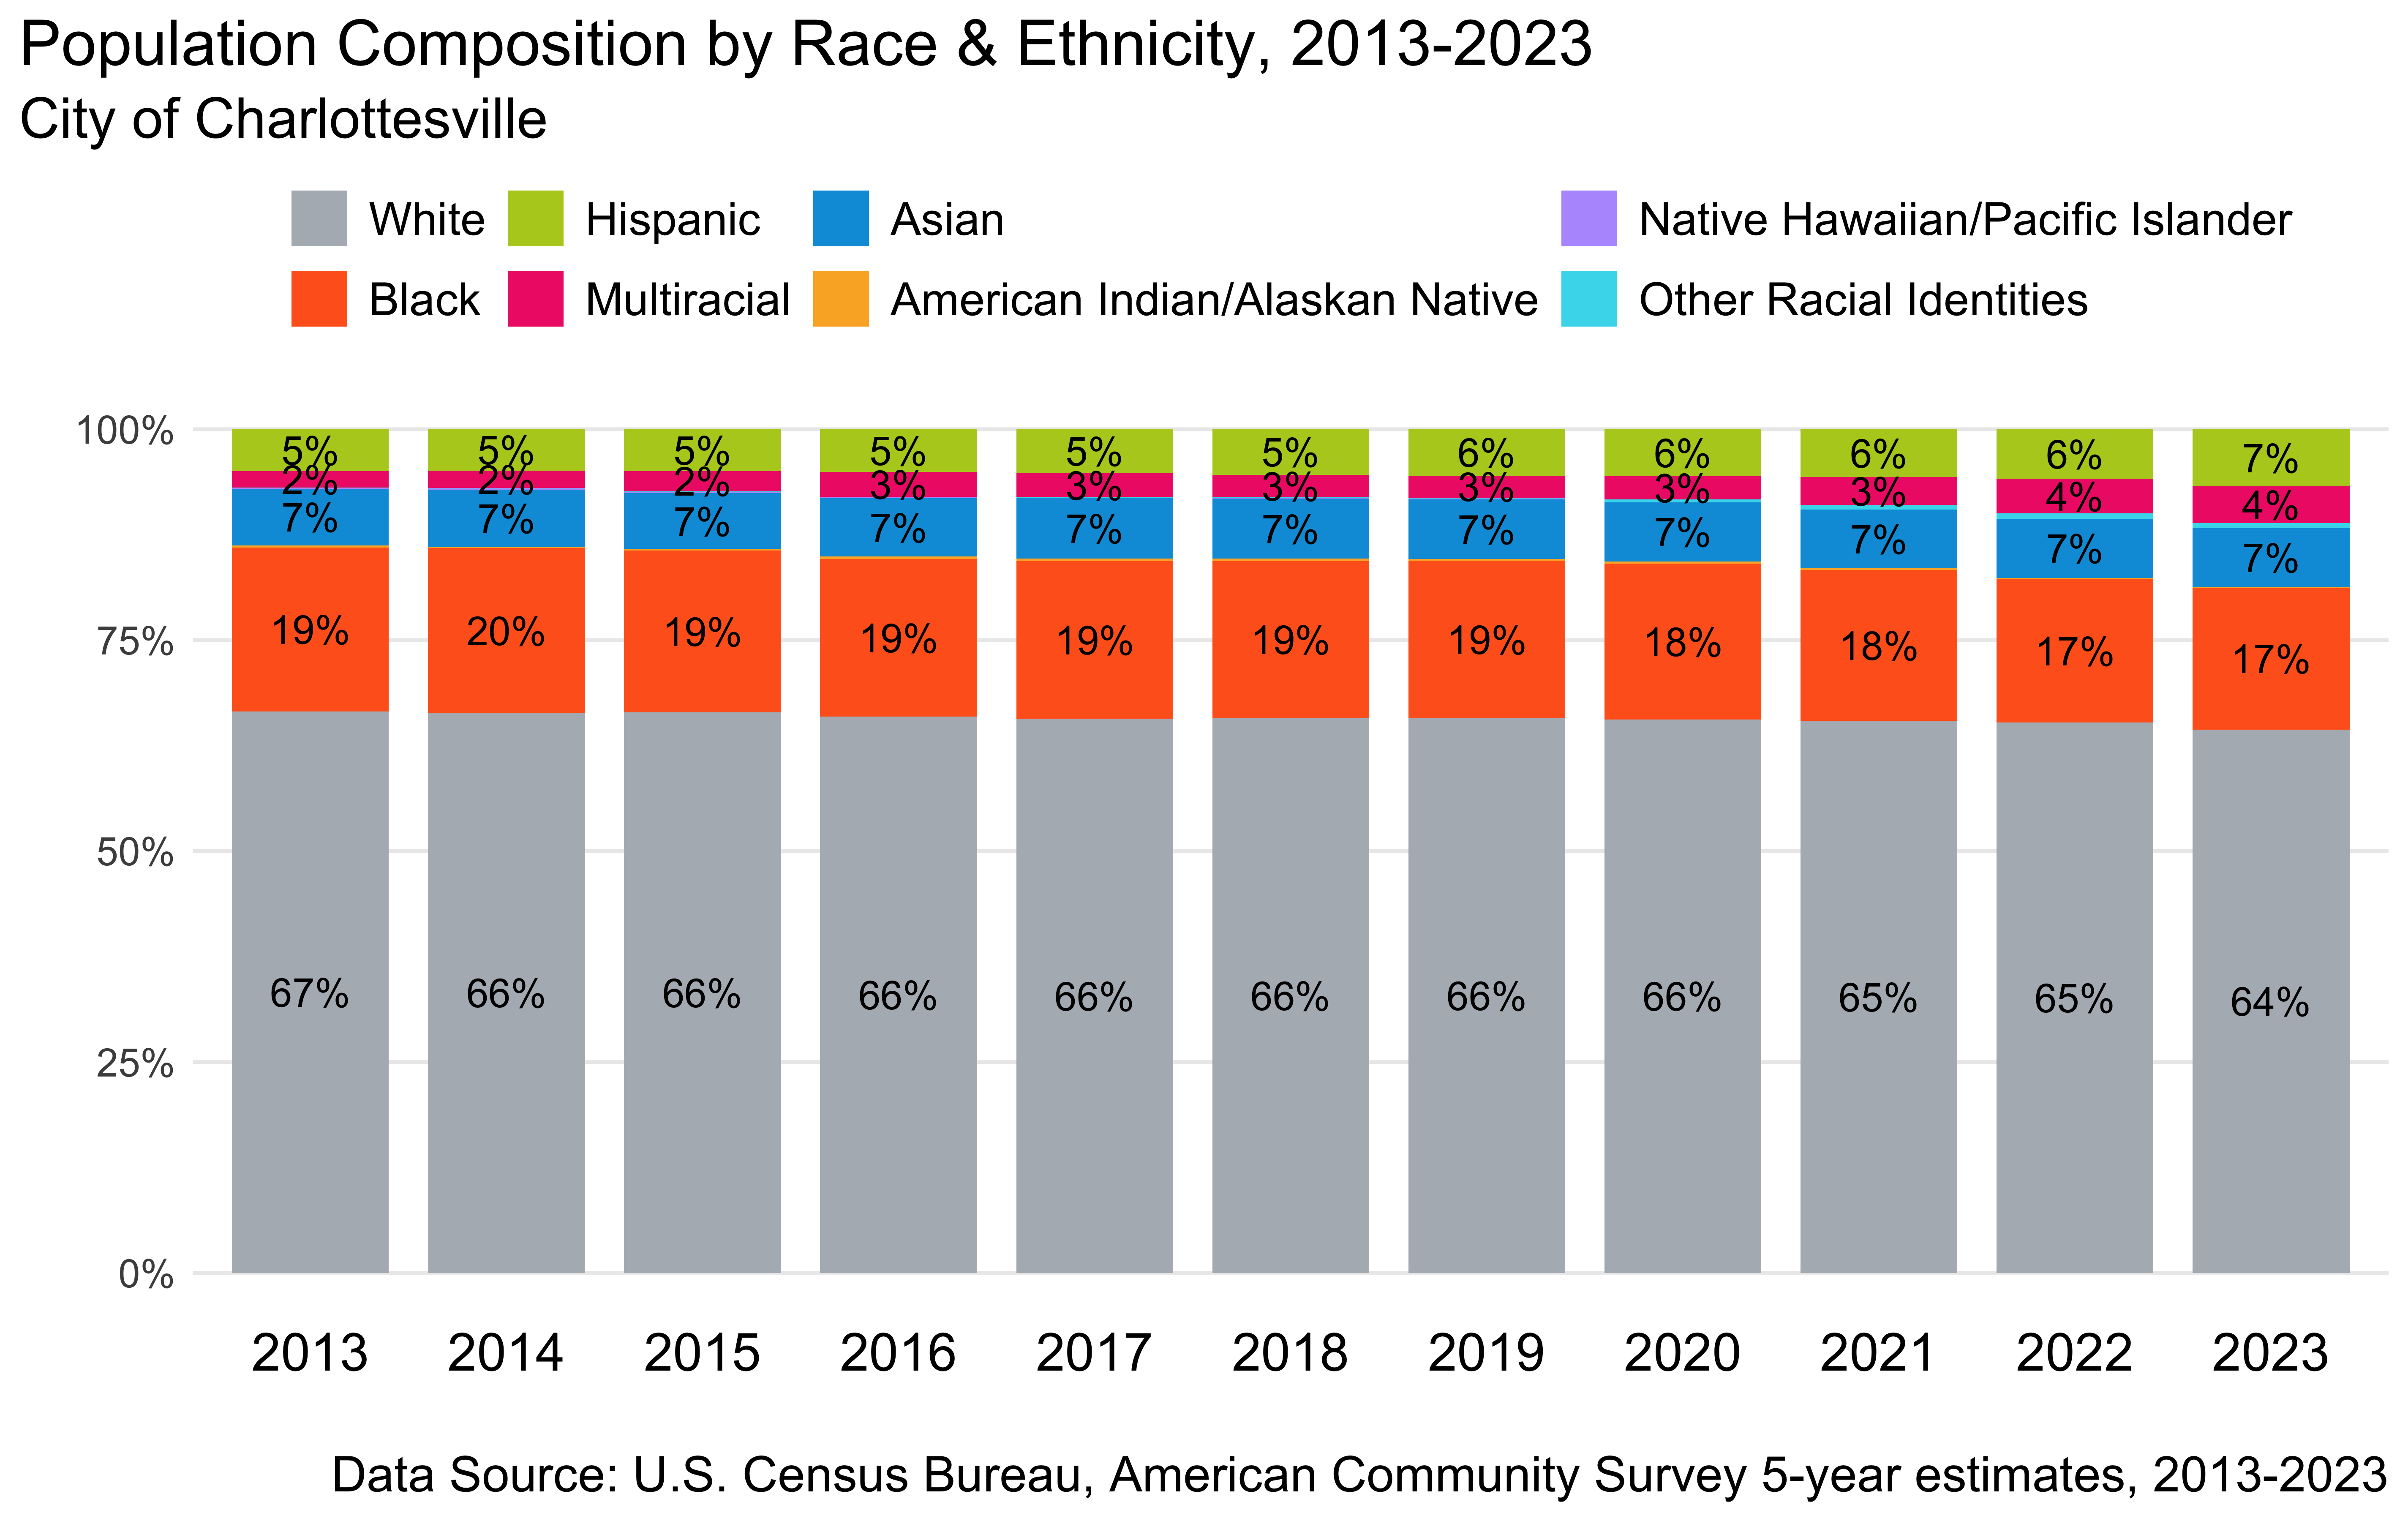 Population Composition by Race & Ethnicity, 2013-2023
City of Charlottesville
White Hispanic Asian Native Hawaiian/Pacific Islander
Black Multiracial American Indian/Alaskan Native Other Racial Identities
100%
75%
50%
25%
0%
5% 5% 5% 5% 5% 5% 6% 6% 6% 6% 7%
2% 2% 2% 3% 3% 3% 3% 3% 3% 4% 4%
7% 7% 7% 7% 7% 7% 7% 7% 7% 7% 7%
19% 20% 19% 19% 19% 19% 19% 18% 18% 17% 17%
67% 66% 66% 66% 66% 66% 66% 66% 65% 65% 64%
2013 2014 2015 2016 2017 2018 2019 2020 2021 2022 2023
Data Source: U.S. Census Bureau, American Community Survey 5-year estimates, 2013-2023